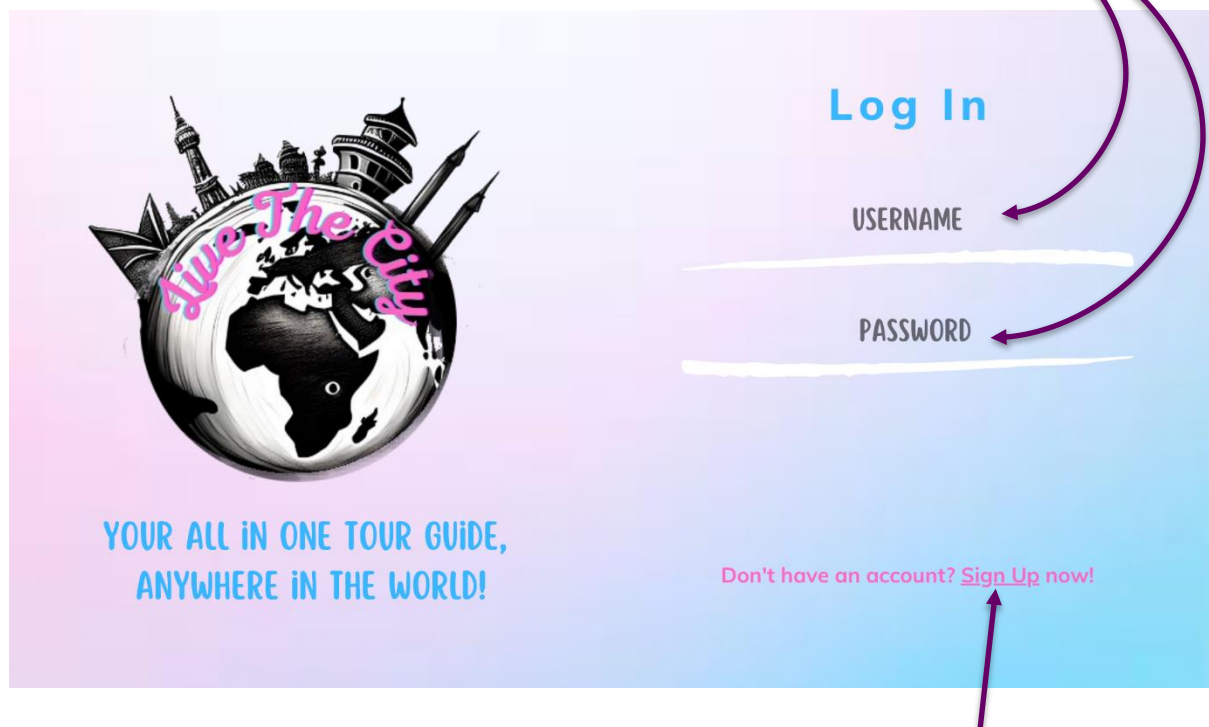 Live The City
YOUR ALL iN ONE TOUR GUiDE,
ANYWHERE iN THE WORLD!
Log In
USERNAME
PASSWORD
Don't have an account? Sign Up now!